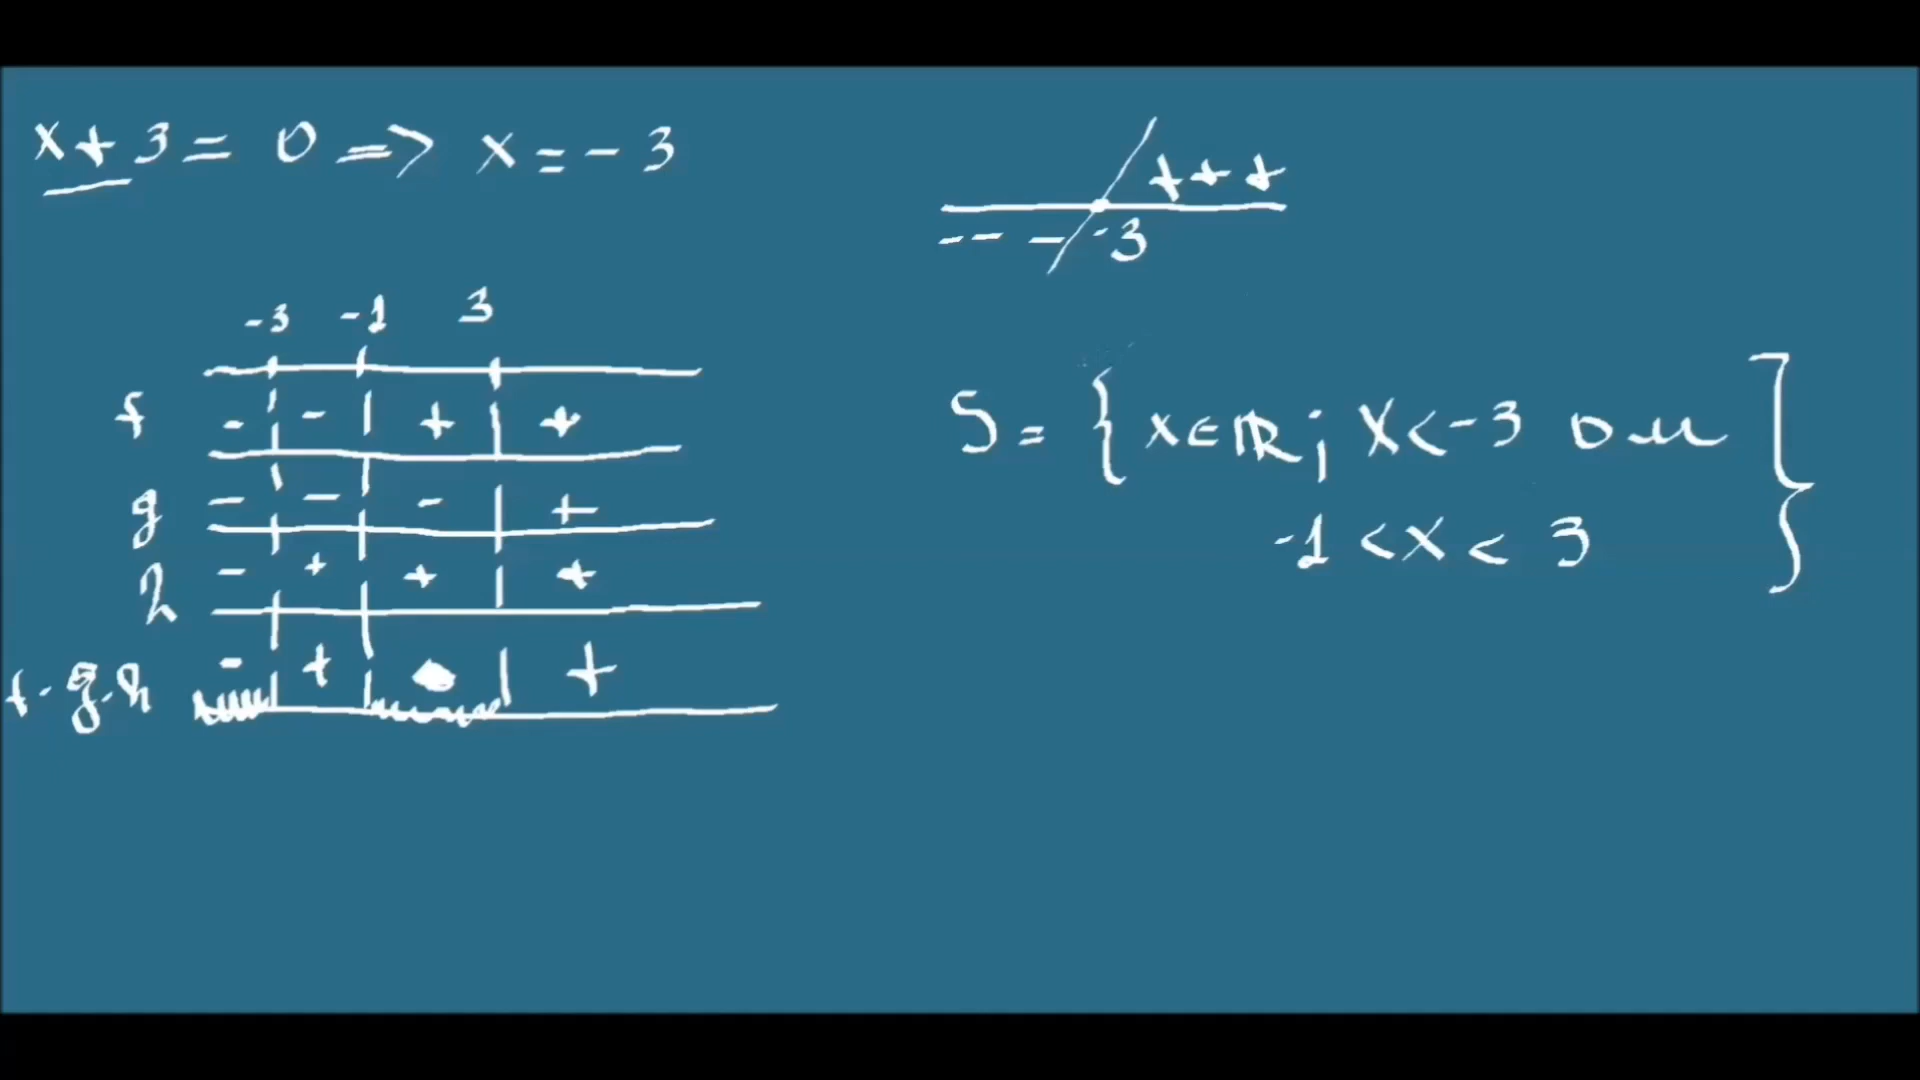 x+3=0 => x=-3
+++
--- -3
-3 -1 3
f - - + +
g - - - +
h - + + +
f.g.h - + +
S = { x∈ℝ; x<-3 ou
-1<x<3 }